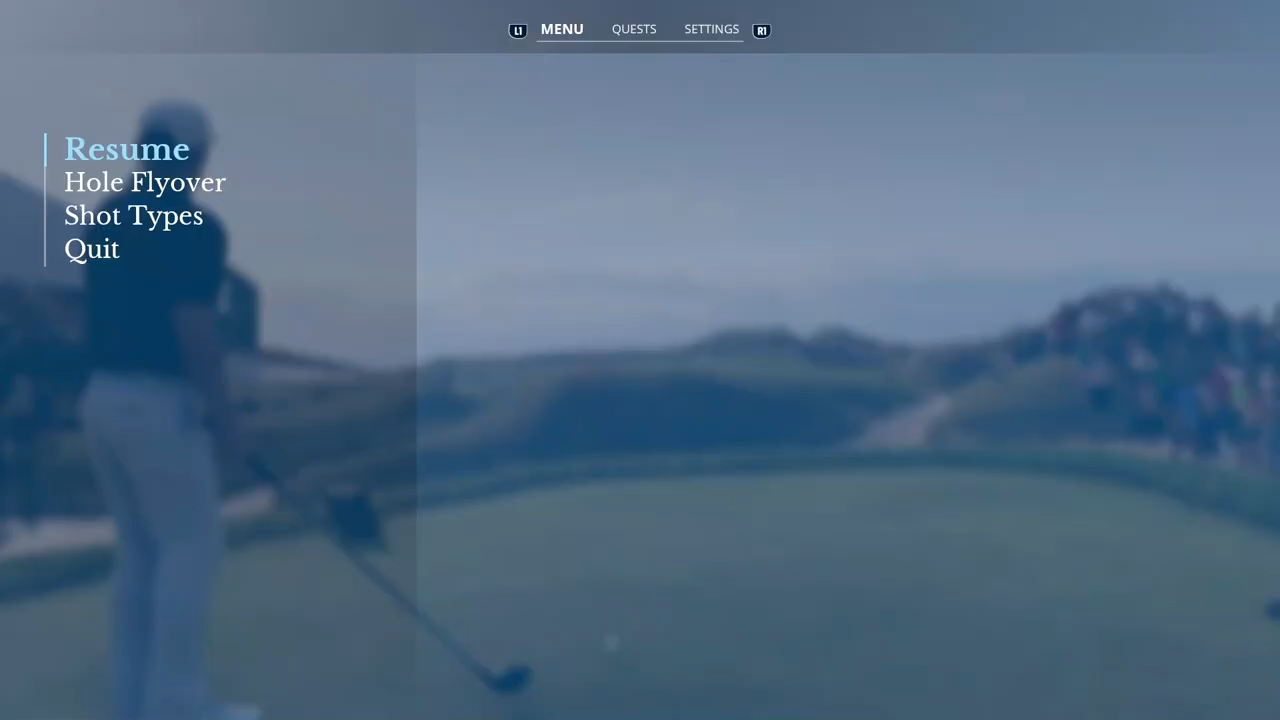 L1 MENU QUESTS SETTINGS R1
Resume
Hole Flyover
Shot Types
Quit